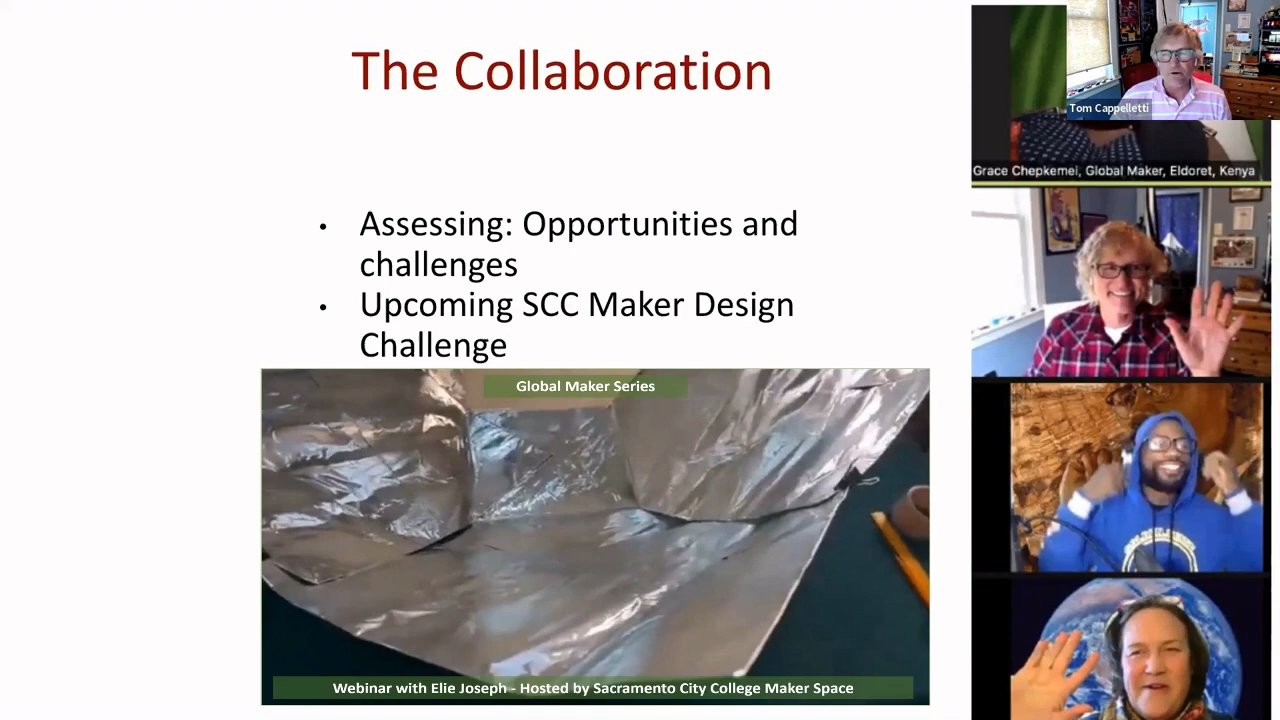 The Collaboration
• Assessing: Opportunities and
challenges
• Upcoming SCC Maker Design
Challenge
Global Maker Series
Webinar with Elie Joseph - Hosted by Sacramento City College Maker Space
Tom Cappelletti
Grace Chepkemei, Global Maker, Eldoret, Kenya